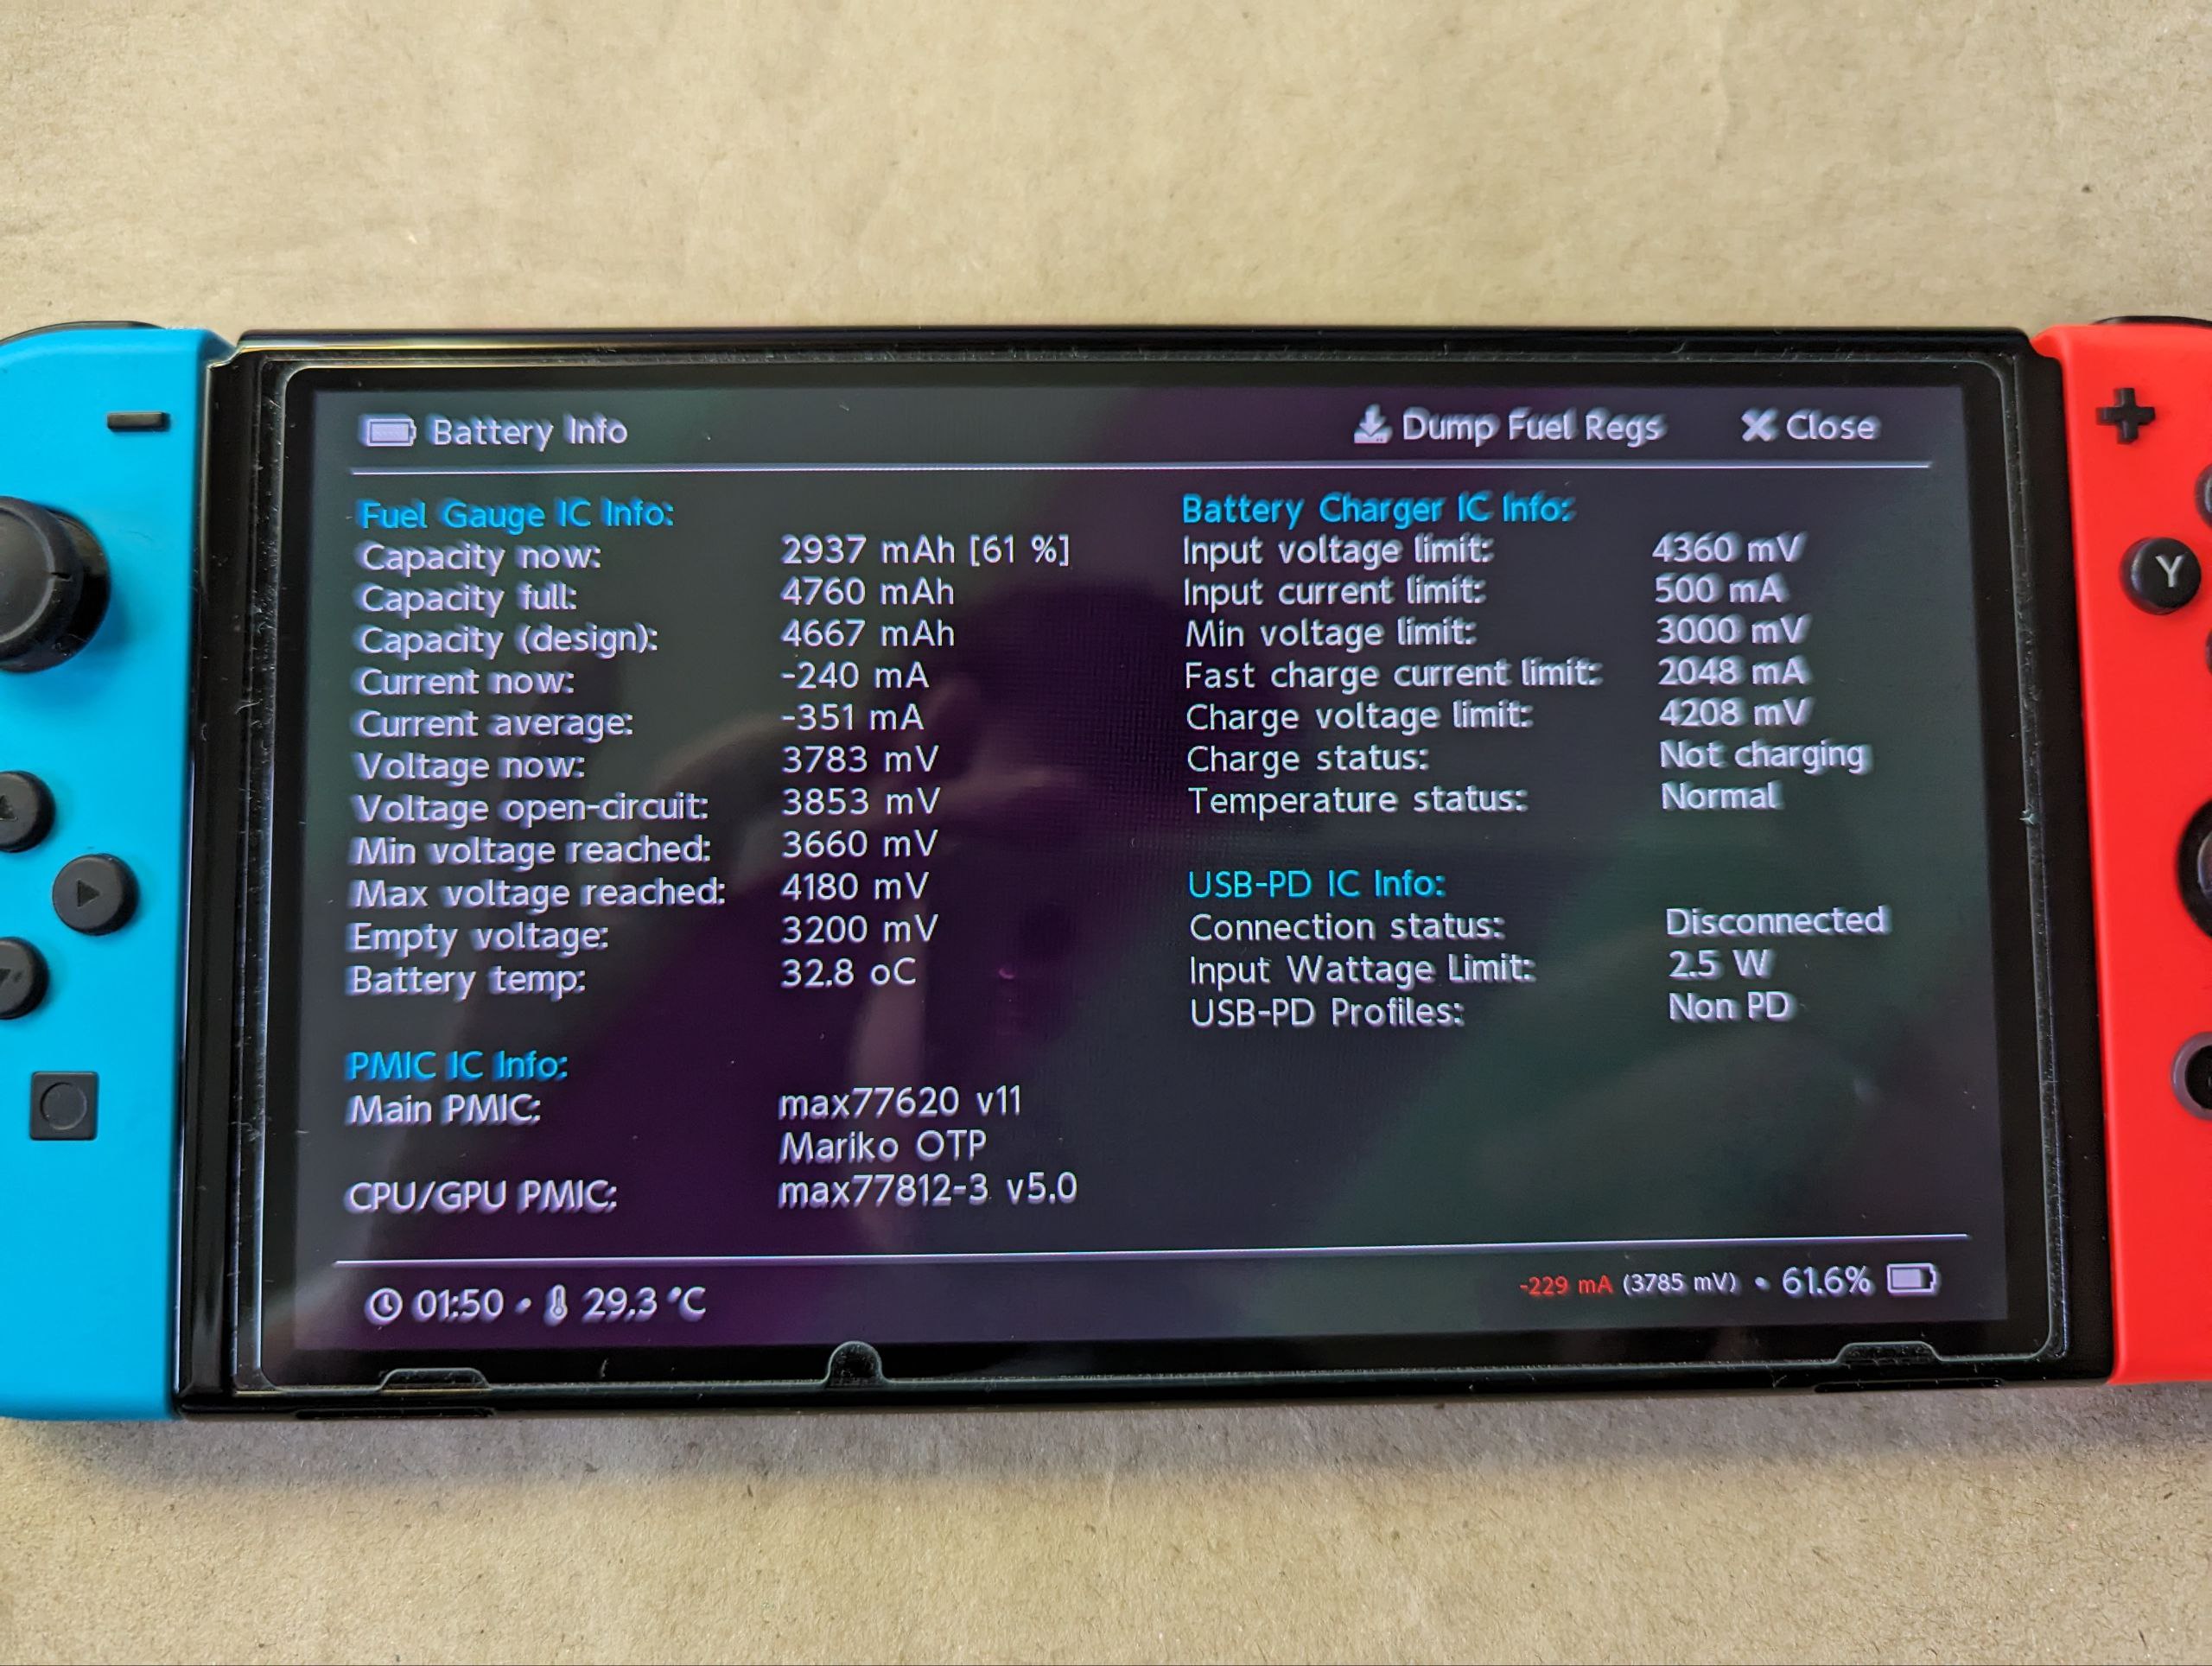 Battery Info
Dump Fuel Regs
Close
Fuel Gauge IC Info:
Capacity now: 2937 mAh [61 %]
Capacity full: 4760 mAh
Capacity (design): 4667 mAh
Current now: -240 mA
Current average: -351 mA
Voltage now: 3783 mV
Voltage open-circuit: 3853 mV
Min voltage reached: 3660 mV
Max voltage reached: 4180 mV
Empty voltage: 3200 mV
Battery temp: 32.8 oC
PMIC IC Info:
Main PMIC: max77620 v11
Mariko OTP
CPU/GPU PMIC: max77812-3 v5.0
Battery Charger IC Info:
Input voltage limit: 4360 mV
Input current limit: 500 mA
Min voltage limit: 3000 mV
Fast charge current limit: 2048 mA
Charge voltage limit: 4208 mV
Charge status: Not charging
Temperature status: Normal
USB-PD IC Info:
Connection status: Disconnected
Input Wattage Limit: 2.5 W
USB-PD Profiles: Non PD
01:50 • 29.3 °C
-229 mA (3785 mV) • 61.6%
Y